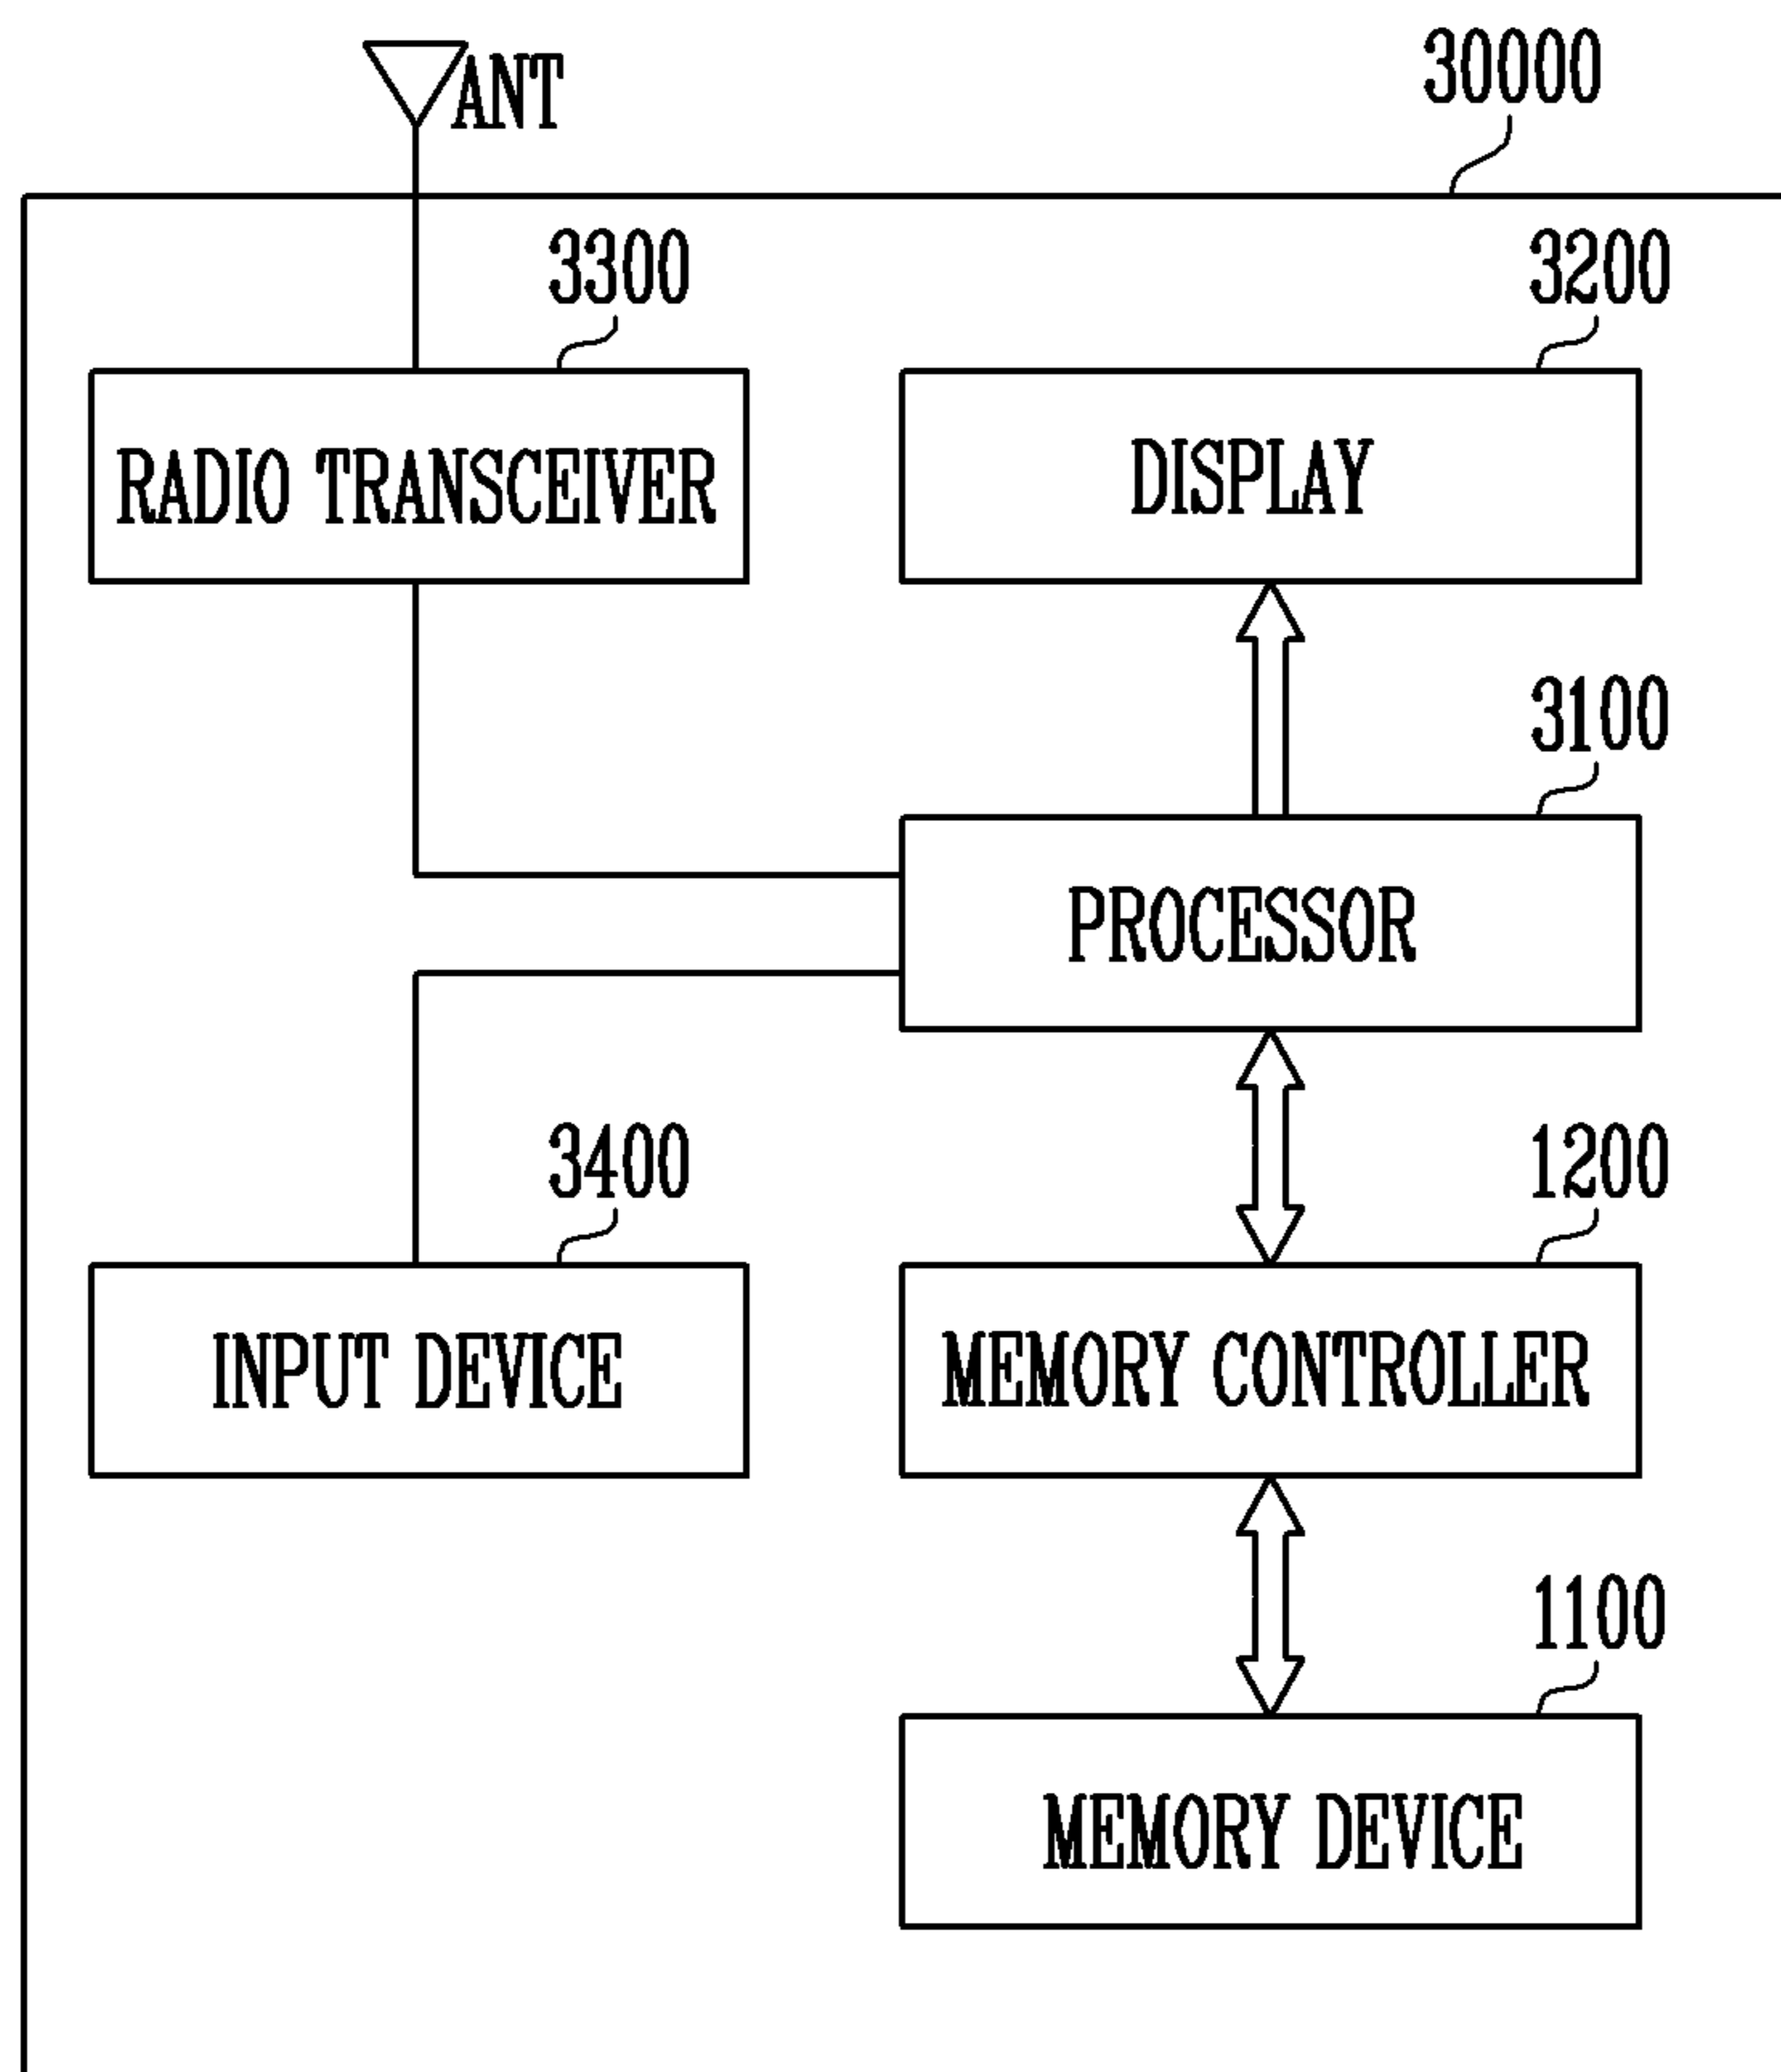 ANT
30000
3300
3200
RADIO TRANSCEIVER
DISPLAY
3100
PROCESSOR
3400
1200
INPUT DEVICE
MEMORY CONTROLLER
1100
MEMORY DEVICE